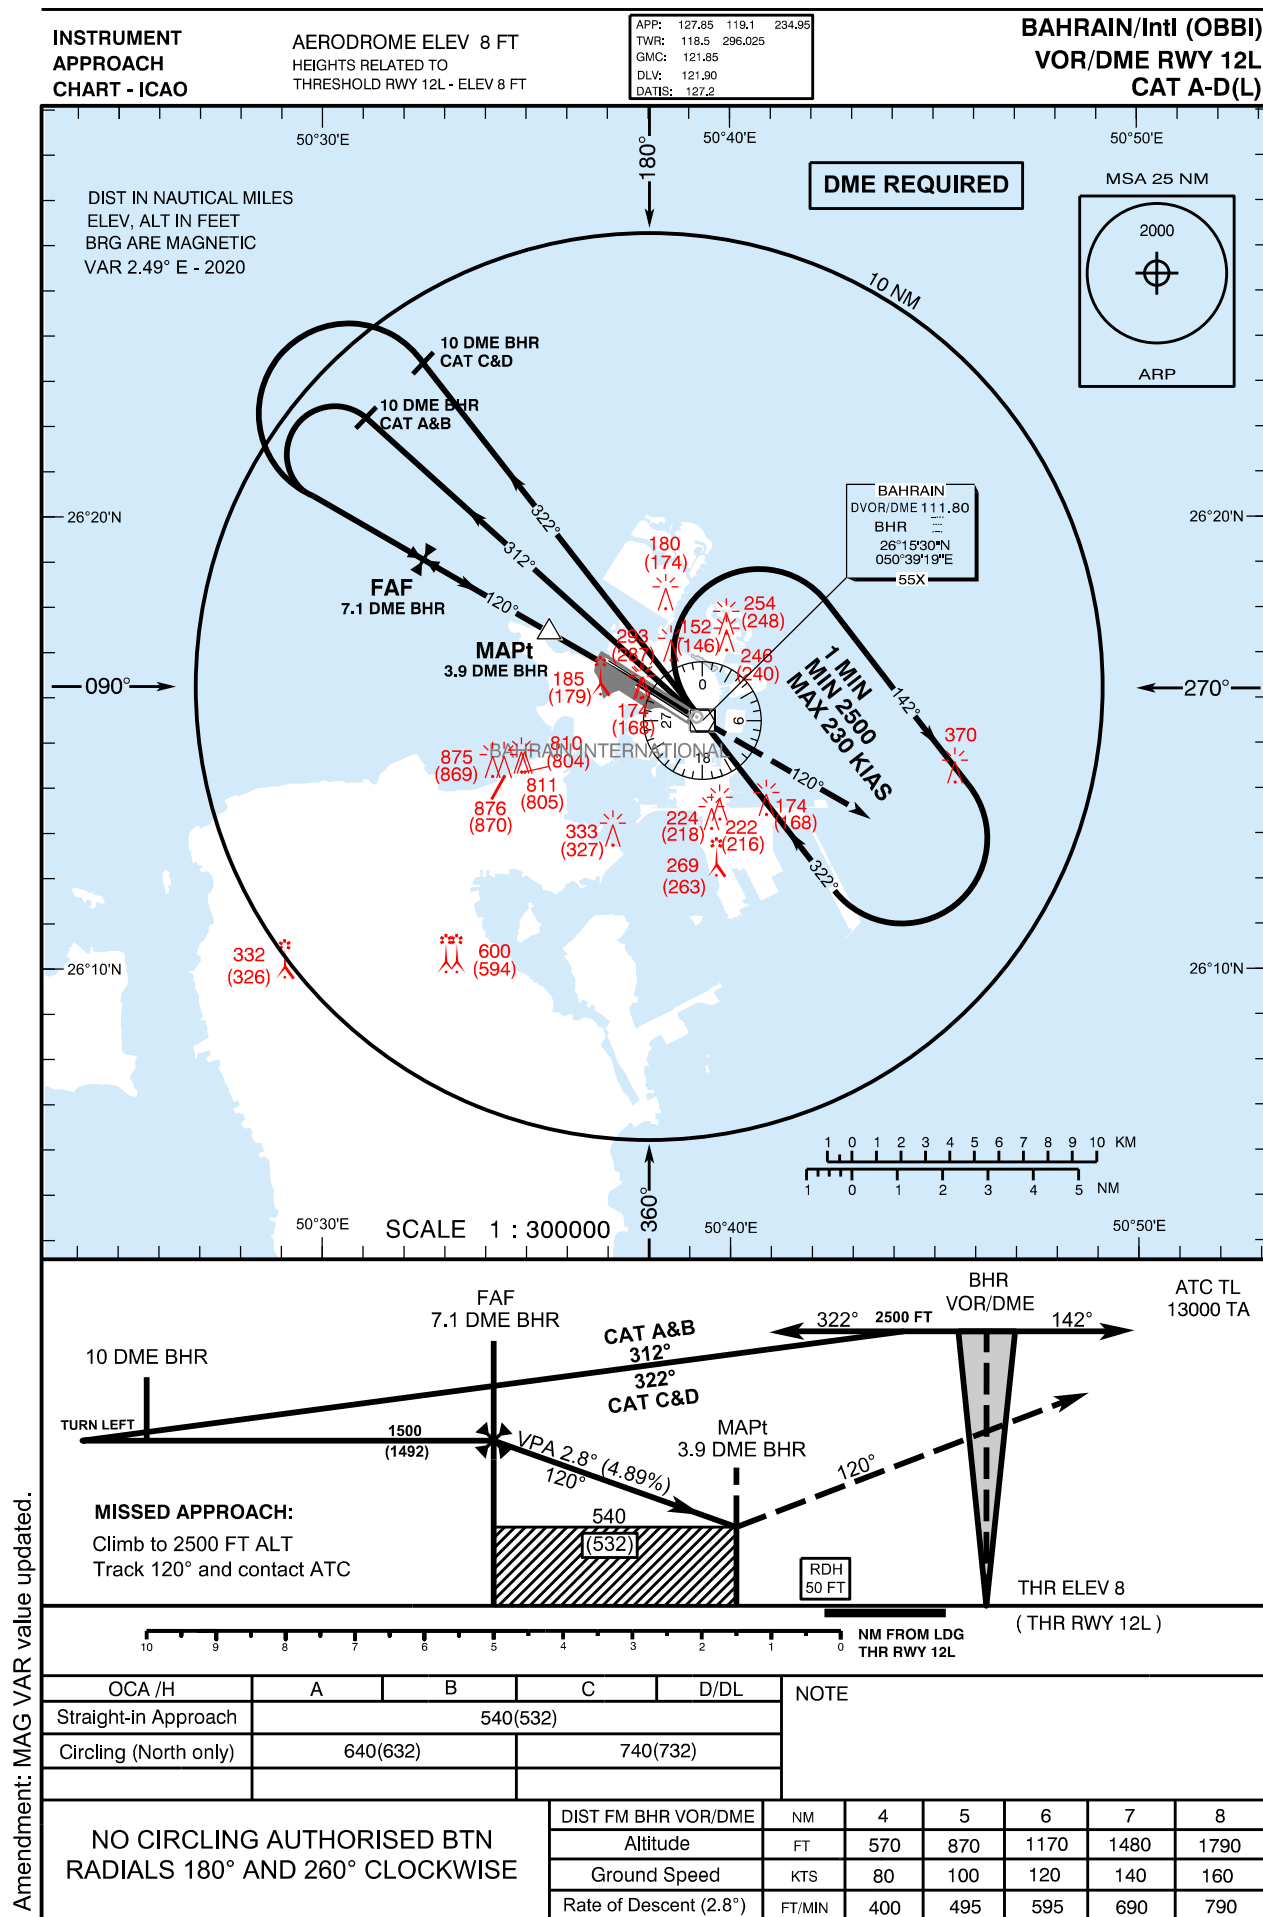 INSTRUMENT
APPROACH
CHART - ICAO
AERODROME ELEV 8 FT
HEIGHTS RELATED TO
THRESHOLD RWY 12L - ELEV 8 FT
APP: 127.85 119.1 234.95
TWR: 118.5 296.025
GMC: 121.85
DLV: 121.90
DATIS: 127.2
BAHRAIN/Intl (OBBI)
VOR/DME RWY 12L
CAT A-D(L)
50°30'E
180°
50°40'E
50°50'E
DIST IN NAUTICAL MILES
ELEV, ALT IN FEET
BRG ARE MAGNETIC
VAR 2.49° E - 2020
DME REQUIRED
MSA 25 NM
2000
ARP
10 NM
10 DME BHR
CAT C&D
10 DME BHR
CAT A&B
26°20'N
26°20'N
BAHRAIN
DVOR/DME 111.80
BHR
26°15'30"N
050°39'19"E
55X
322°
312°
120°
FAF
7.1 DME BHR
MAPt
3.9 DME BHR
180
(174)
254
(248)
152
(146)
293
(287)
246
(240)
185
(179)
174
(168)
090°
270°
0
9
18
27
1 MIN
MIN 2500
MAX 230 KIAS
142°
370
120°
BAHRAIN INTERNATIONAL
875
(869)
810
(804)
811
(805)
876
(870)
333
(327)
224
(218)
222
(216)
174
(168)
269
(263)
322°
332
(326)
600
(594)
26°10'N
26°10'N
1 0 1 2 3 4 5 6 7 8 9 10 KM
1 0 1 2 3 4 5 NM
50°30'E
SCALE 1 : 300000
360°
50°40'E
50°50'E
FAF
7.1 DME BHR
BHR
VOR/DME
ATC TL
13000 TA
10 DME BHR
CAT A&B
312°
322°
CAT C&D
322°
2500 FT
142°
TURN LEFT
1500
(1492)
VPA 2.8° (4.89%)
120°
MAPt
3.9 DME BHR
120°
MISSED APPROACH:
Climb to 2500 FT ALT
Track 120° and contact ATC
540
(532)
RDH
50 FT
THR ELEV 8
( THR RWY 12L )
10 9 8 7 6 5 4 3 2 1 0
NM FROM LDG
THR RWY 12L
OCA /H A B C D/DL
Straight-in Approach 540(532)
Circling (North only) 640(632) 740(732)
NOTE
NO CIRCLING AUTHORISED BTN
RADIALS 180° AND 260° CLOCKWISE
DIST FM BHR VOR/DME NM 4 5 6 7 8
Altitude FT 570 870 1170 1480 1790
Ground Speed KTS 80 100 120 140 160
Rate of Descent (2.8°) FT/MIN 400 495 595 690 790
Amendment: MAG VAR value updated.